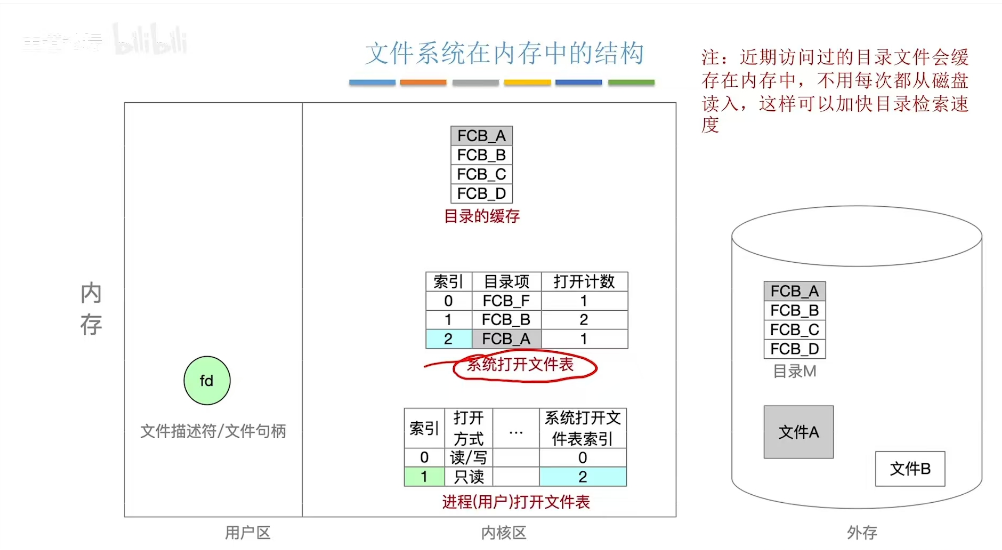 bilibili
文件系统在内存中的结构
注：近期访问过的目录文件会缓
存在内存中，不用每次都从磁盘
读入，这样可以加快目录检索速
度
FCB_A
FCB_B
FCB_C
FCB_D
目录的缓存
内
存
索引 目录项 打开计数
0 FCB_F 1
1 FCB_B 2
2 FCB_A 1
系统打开文件表
fd
文件描述符/文件句柄
索引 打开方式 … 系统打开文件表索引
0 读/写 0
1 只读 2
进程(用户)打开文件表
用户区
内核区
FCB_A
FCB_B
FCB_C
FCB_D
目录M
文件A
文件B
外存